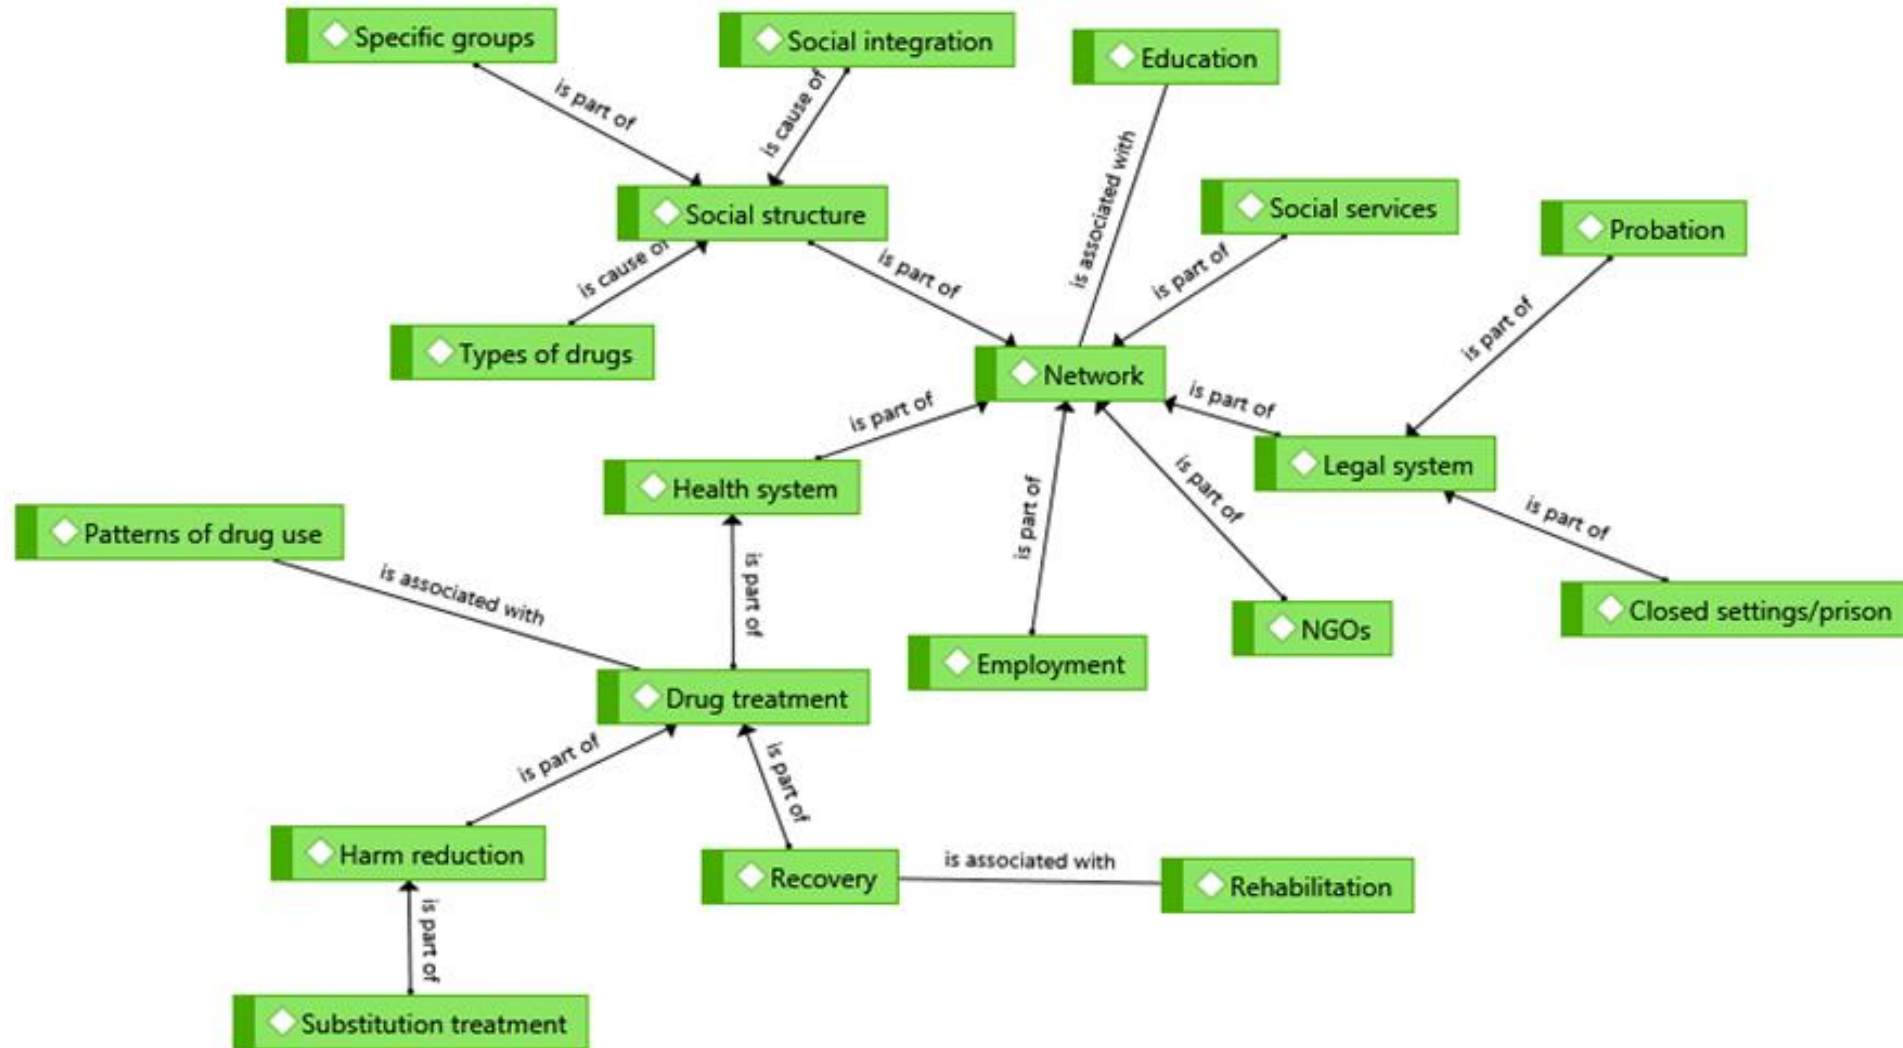 Specific groups
Social integration
Education
is part of
is cause of
is associated with
Social structure
Social services
Probation
is cause of
is part of
is part of
is part of
Types of drugs
Network
is part of
is part of
Legal system
Health system
is part of
is part of
is part of
Patterns of drug use
is associated with
is part of
Closed settings/prison
NGOs
Employment
Drug treatment
is part of
is part of
Harm reduction
Recovery
is associated with
Rehabilitation
is part of
Substitution treatment